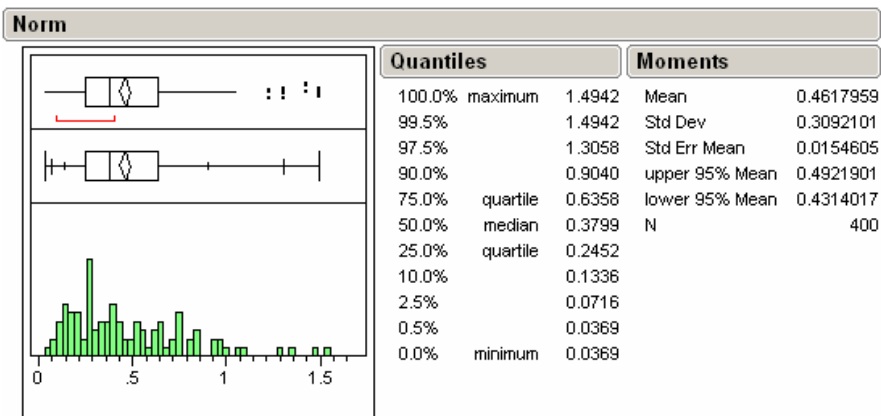 Norm
Quantiles
100.0% maximum 1.4942
99.5% 1.4942
97.5% 1.3058
90.0% 0.9040
75.0% quartile 0.6358
50.0% median 0.3799
25.0% quartile 0.2452
10.0% 0.1336
2.5% 0.0716
0.5% 0.0369
0.0% minimum 0.0369
Moments
Mean 0.4617959
Std Dev 0.3092101
Std Err Mean 0.0154605
upper 95% Mean 0.4921901
lower 95% Mean 0.4314017
N 400
0 .5 1 1.5